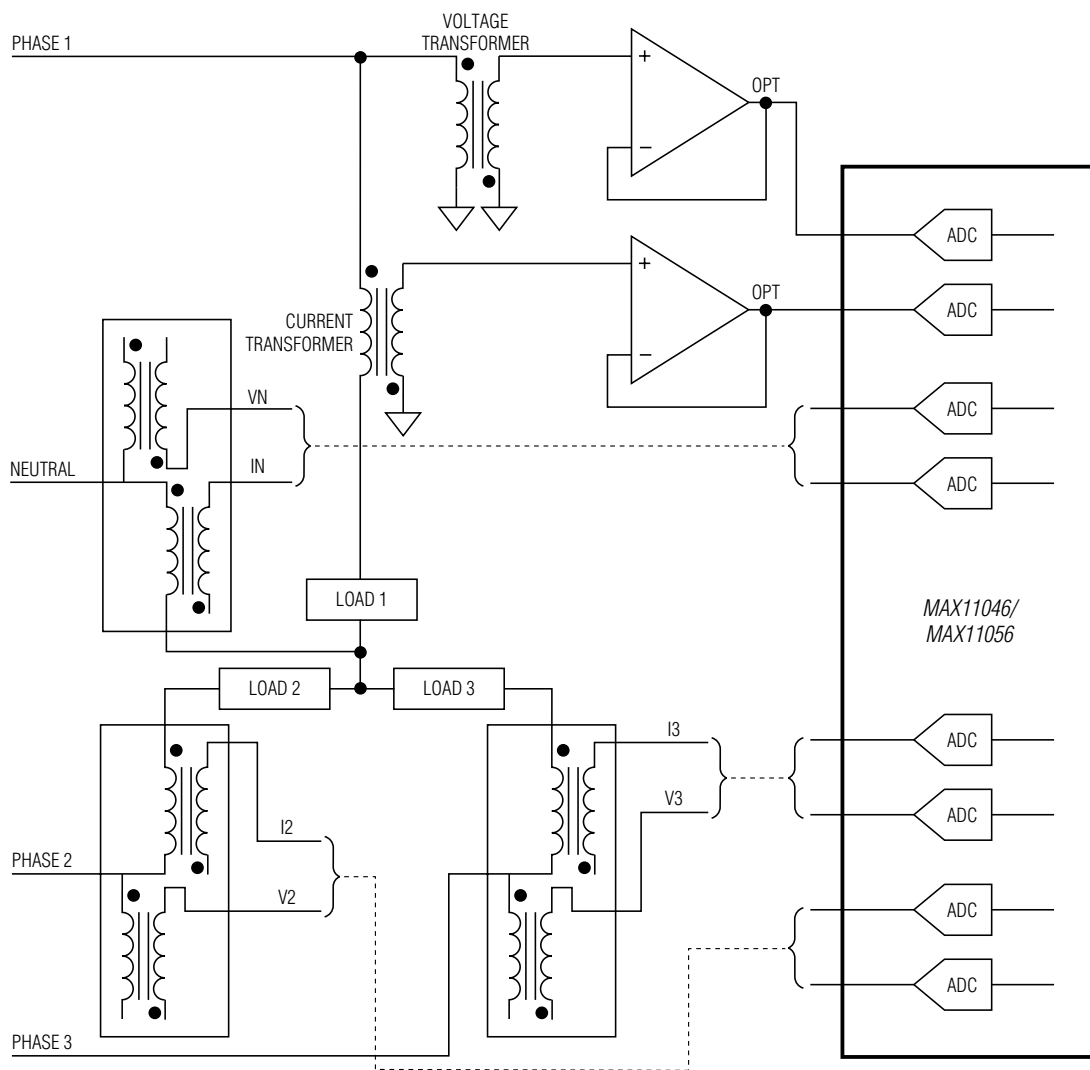 PHASE 1
VOLTAGE
TRANSFORMER
+
−
OPT
ADC
CURRENT
TRANSFORMER
+
−
OPT
ADC
VN
ADC
NEUTRAL
IN
ADC
LOAD 1
MAX11046/
MAX11056
LOAD 2
LOAD 3
I3
ADC
V3
ADC
PHASE 2
I2
V2
ADC
ADC
PHASE 3